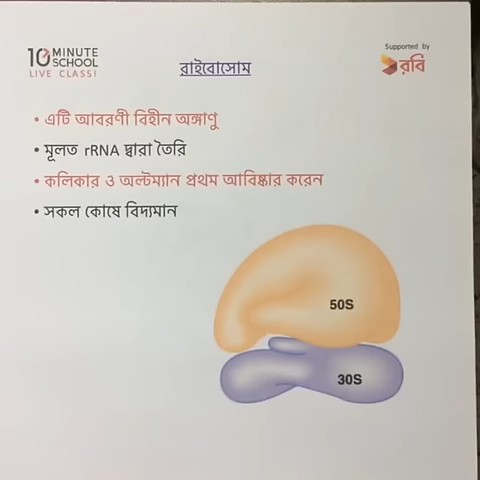 10 MINUTE
SCHOOL
LIVE CLASS!
Supported by
রবি
রাইবোসোম
• এটি আবরণী বিহীন অঙ্গাণু
• মূলত rRNA দ্বারা তৈরি
• কলিকার ও অল্টম্যান প্রথম আবিষ্কার করেন
• সকল কোষে বিদ্যমান
50S
30S